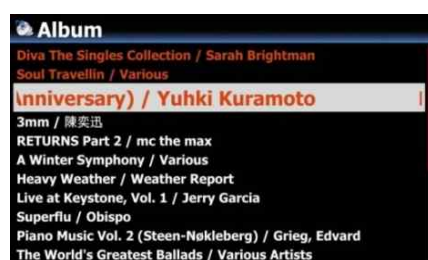 Album
Diva The Singles Collection / Sarah Brightman
Soul Travellin / Various
Anniversary) / Yuhki Kuramoto
3mm / 陳奕迅
RETURNS Part 2 / mc the max
A Winter Symphony / Various
Heavy Weather / Weather Report
Live at Keystone, Vol. 1 / Jerry Garcia
Superflu / Obispo
Piano Music Vol. 2 (Steen-Nøkleberg) / Grieg, Edvard
The World's Greatest Ballads / Various Artists